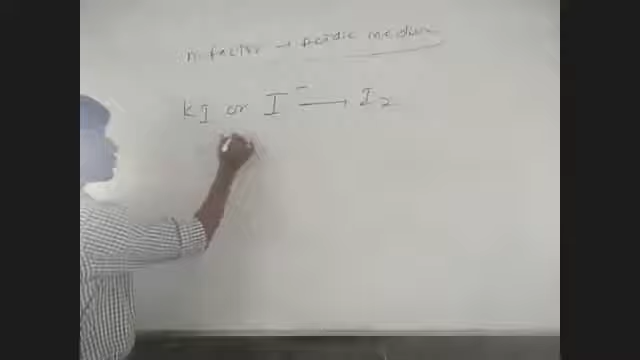 n-factor → Acidic medium
KI or I⁻ ⟶ I₂